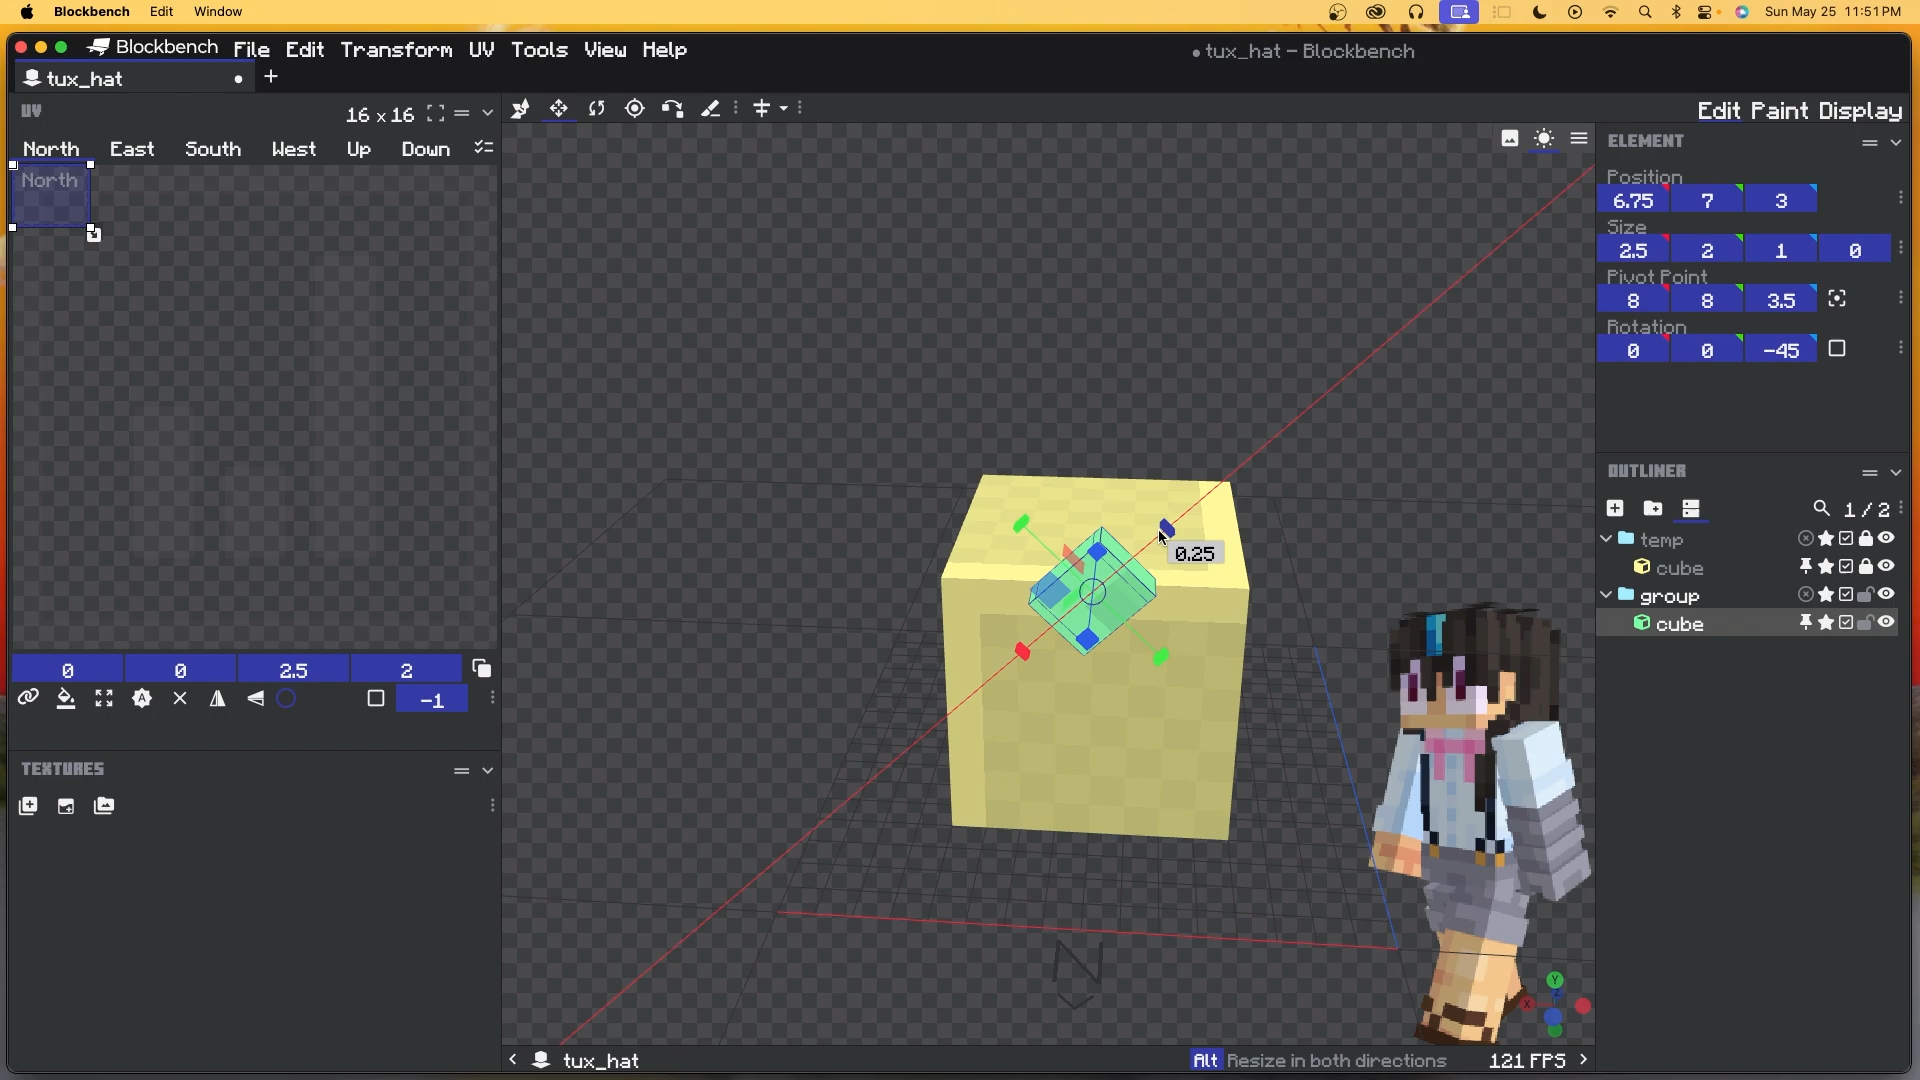 Blockbench Edit Window Sun May 25 11:51PM
Blockbench File Edit Transform UV Tools View Help • tux_hat – Blockbench
tux_hat • +
UV 16 x 16
Edit Paint Display
North East South West Up Down
North
ELEMENT
Position
6.75 7 3
Size
2.5 2 1 0
Pivot Point
8 8 3.5
Rotation
0 0 -45
OUTLINER
1 / 2
temp
cube
group
cube
0.25
0 0 2.5 2
-1
TEXTURES
N
Y
Z
X
tux_hat
Alt Resize in both directions 121 FPS